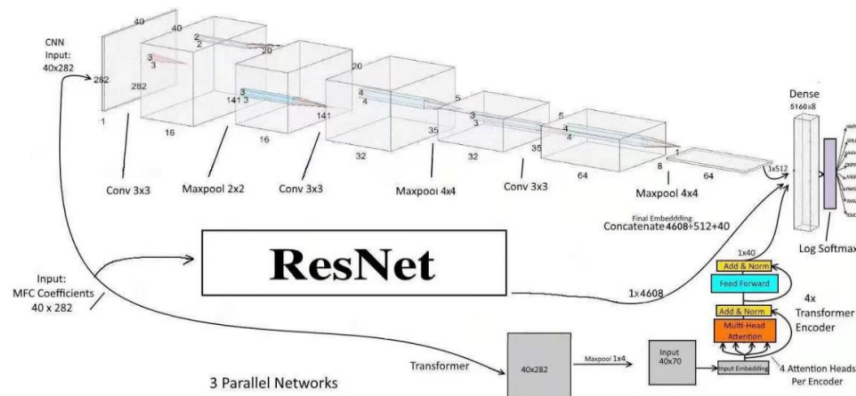 CNN
Input:
40x282
40
40
282
282
3
3
1
16
Conv 3x3
2
2
20
3
3
141
16
Maxpool 2x2
20
141
4
4
32
Conv 3x3
5
35
3
3
32
Maxpool 4x4
5
35
4
4
64
Conv 3x3
1
8
64
Maxpool 4x4
1x512
Dense
5160x8
Log Softmax
Final Embeddding
Concatenate 4608+512+40
ResNet
1x4608
Input:
MFC Coefficients
40 x 282
1x40
Add & Norm
Feed Forward
Add & Norm
Multi-Head
Attention
4x
Transformer
Encoder
Transformer
40x282
Maxpool 1x4
Input
40x70
Input Embedding
4 Attention Heads
Per Encoder
3 Parallel Networks